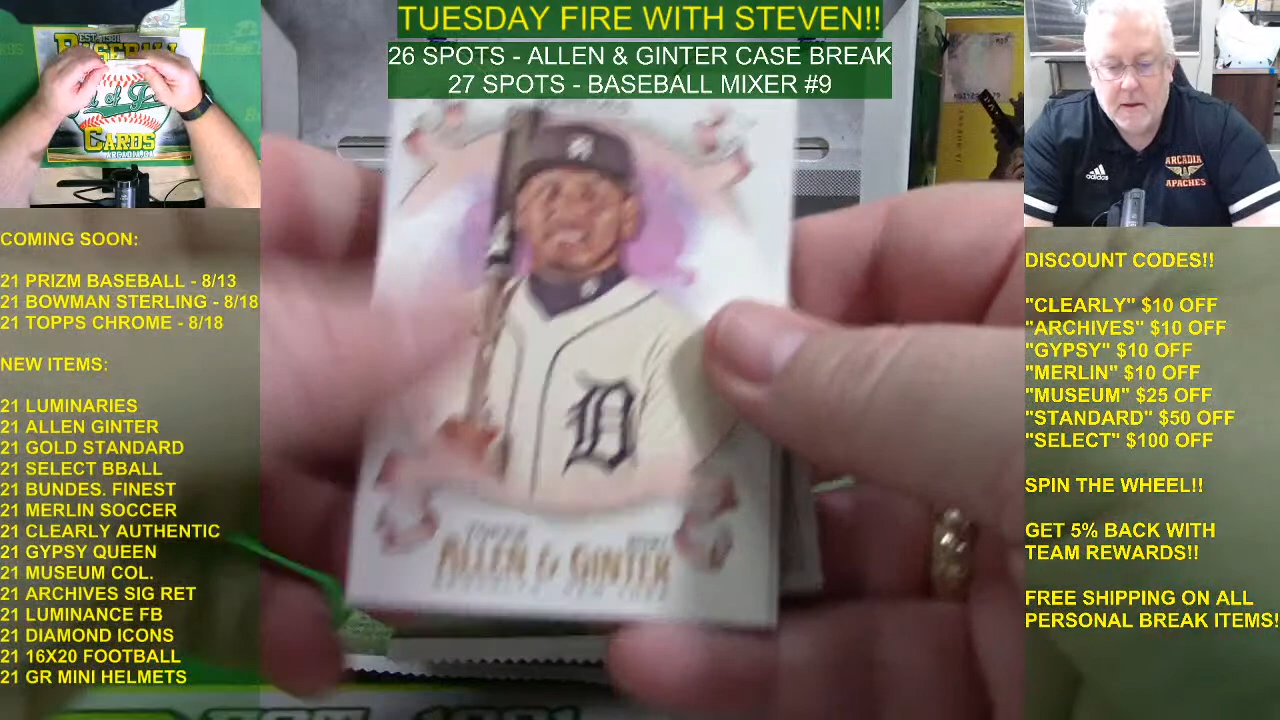 TUESDAY FIRE WITH STEVEN!!
26 SPOTS - ALLEN & GINTER CASE BREAK
27 SPOTS - BASEBALL MIXER #9
BASEBALL
CARDS
COMING SOON:
21 PRIZM BASEBALL - 8/13
21 BOWMAN STERLING - 8/18
21 TOPPS CHROME - 8/18
NEW ITEMS:
21 LUMINARIES
21 ALLEN GINTER
21 GOLD STANDARD
21 SELECT BBALL
21 BUNDES. FINEST
21 MERLIN SOCCER
21 CLEARLY AUTHENTIC
21 GYPSY QUEEN
21 MUSEUM COL.
21 ARCHIVES SIG RET
21 LUMINANCE FB
21 DIAMOND ICONS
21 16X20 FOOTBALL
21 GR MINI HELMETS
D
TOPPS
ALLEN & GINTER
adidas
ARCADIA
APACHES
DISCOUNT CODES!!
"CLEARLY" $10 OFF
"ARCHIVES" $10 OFF
"GYPSY" $10 OFF
"MERLIN" $10 OFF
"MUSEUM" $25 OFF
"STANDARD" $50 OFF
"SELECT" $100 OFF
SPIN THE WHEEL!!
GET 5% BACK WITH
TEAM REWARDS!!
FREE SHIPPING ON ALL
PERSONAL BREAK ITEMS!